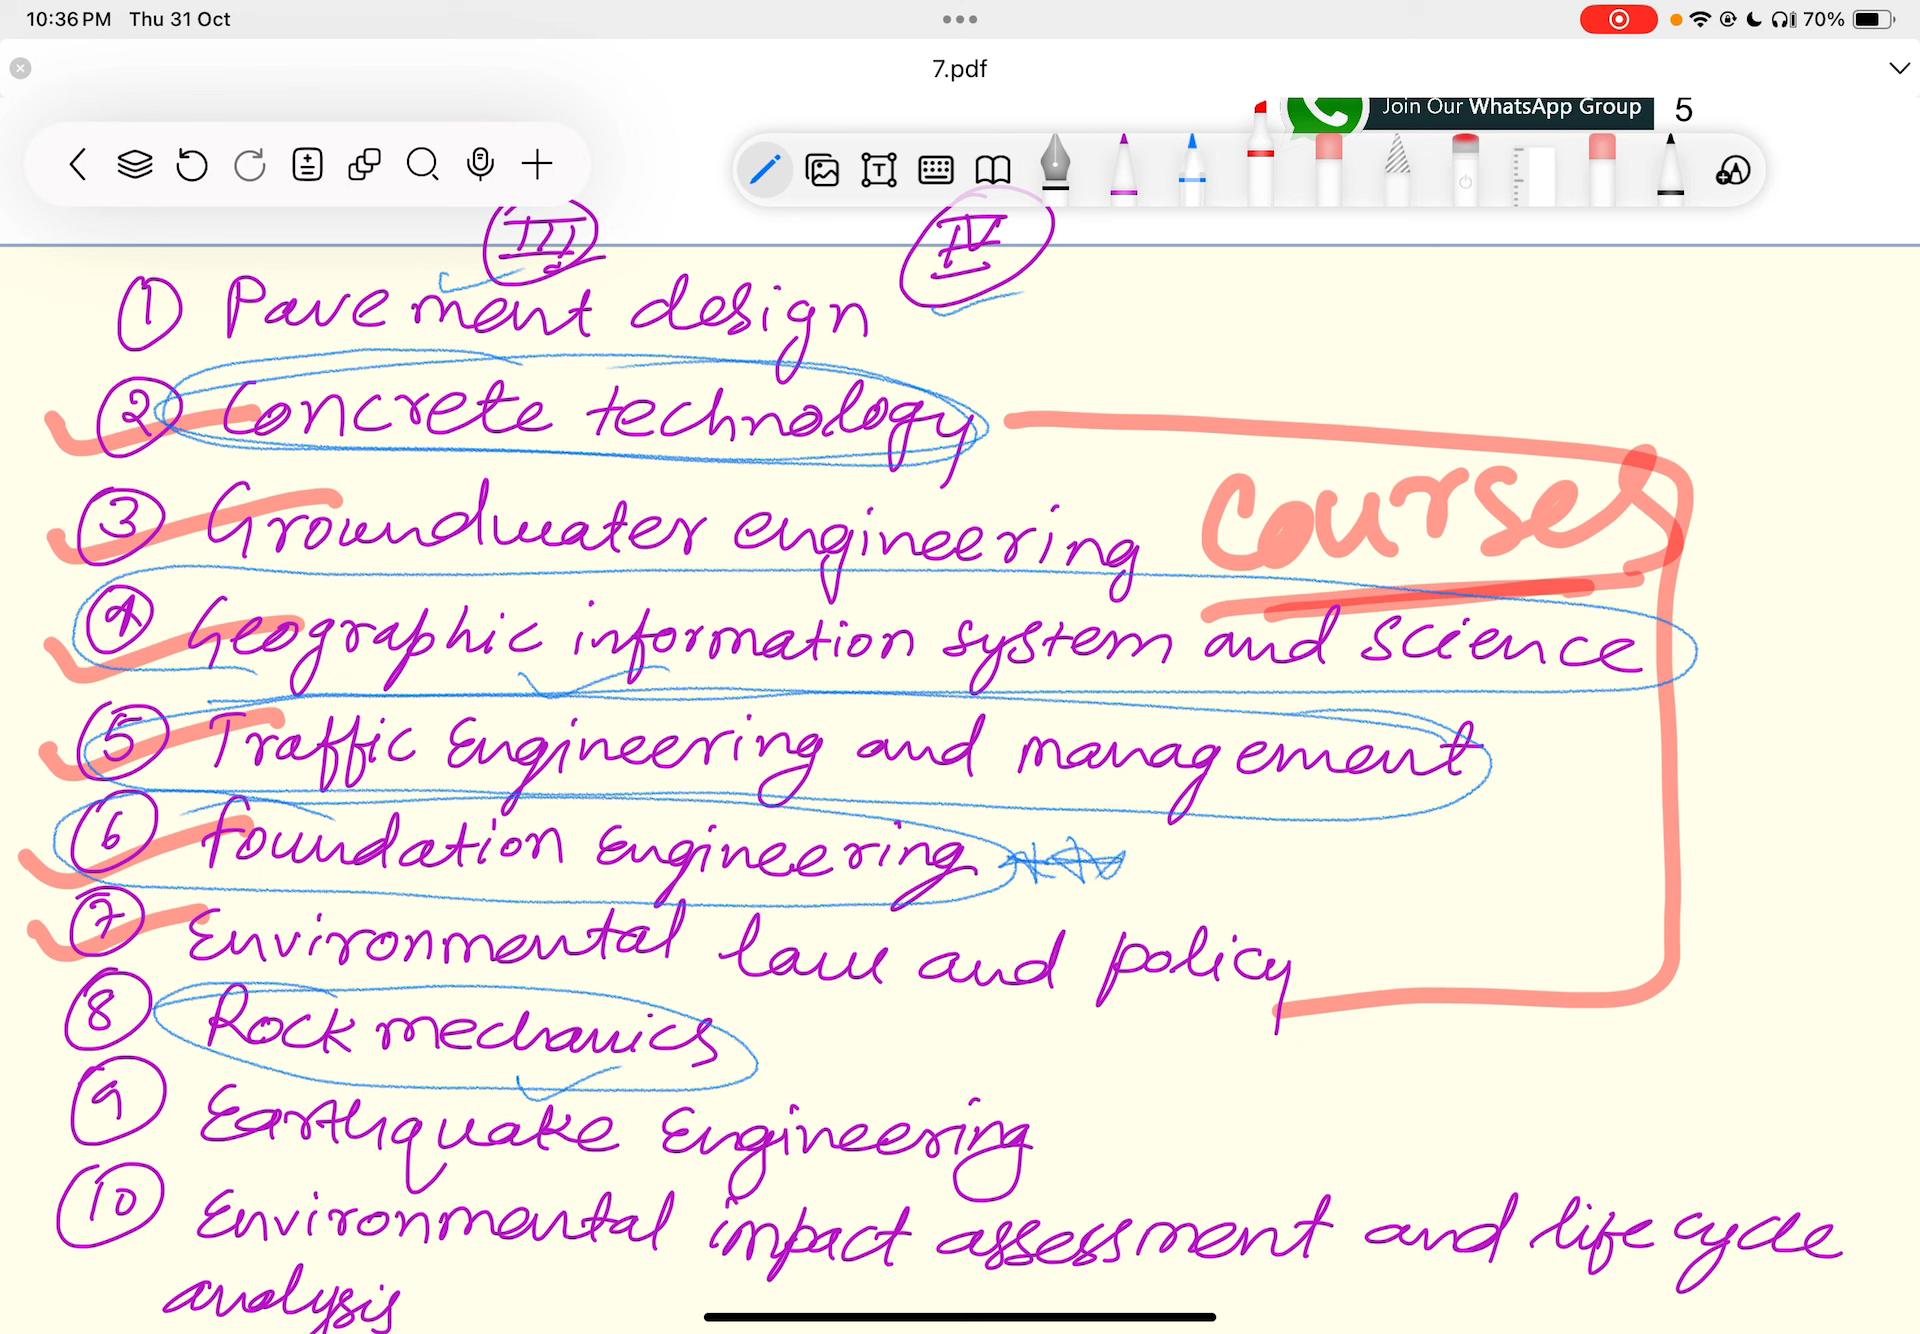 10:36 PM Thu 31 Oct
70%
7.pdf
Join Our WhatsApp Group 5
III IV
1 Pavement design
2 Concrete technology
3 Groundwater engineering
Courses
4 Geographic information system and science
5 Traffic Engineering and management
6 foundation Engineering
7 Environmental law and policy
8 Rock mechanics
9 Earthquake Engineering
10 Environmental impact assessment and life cycle
analysis